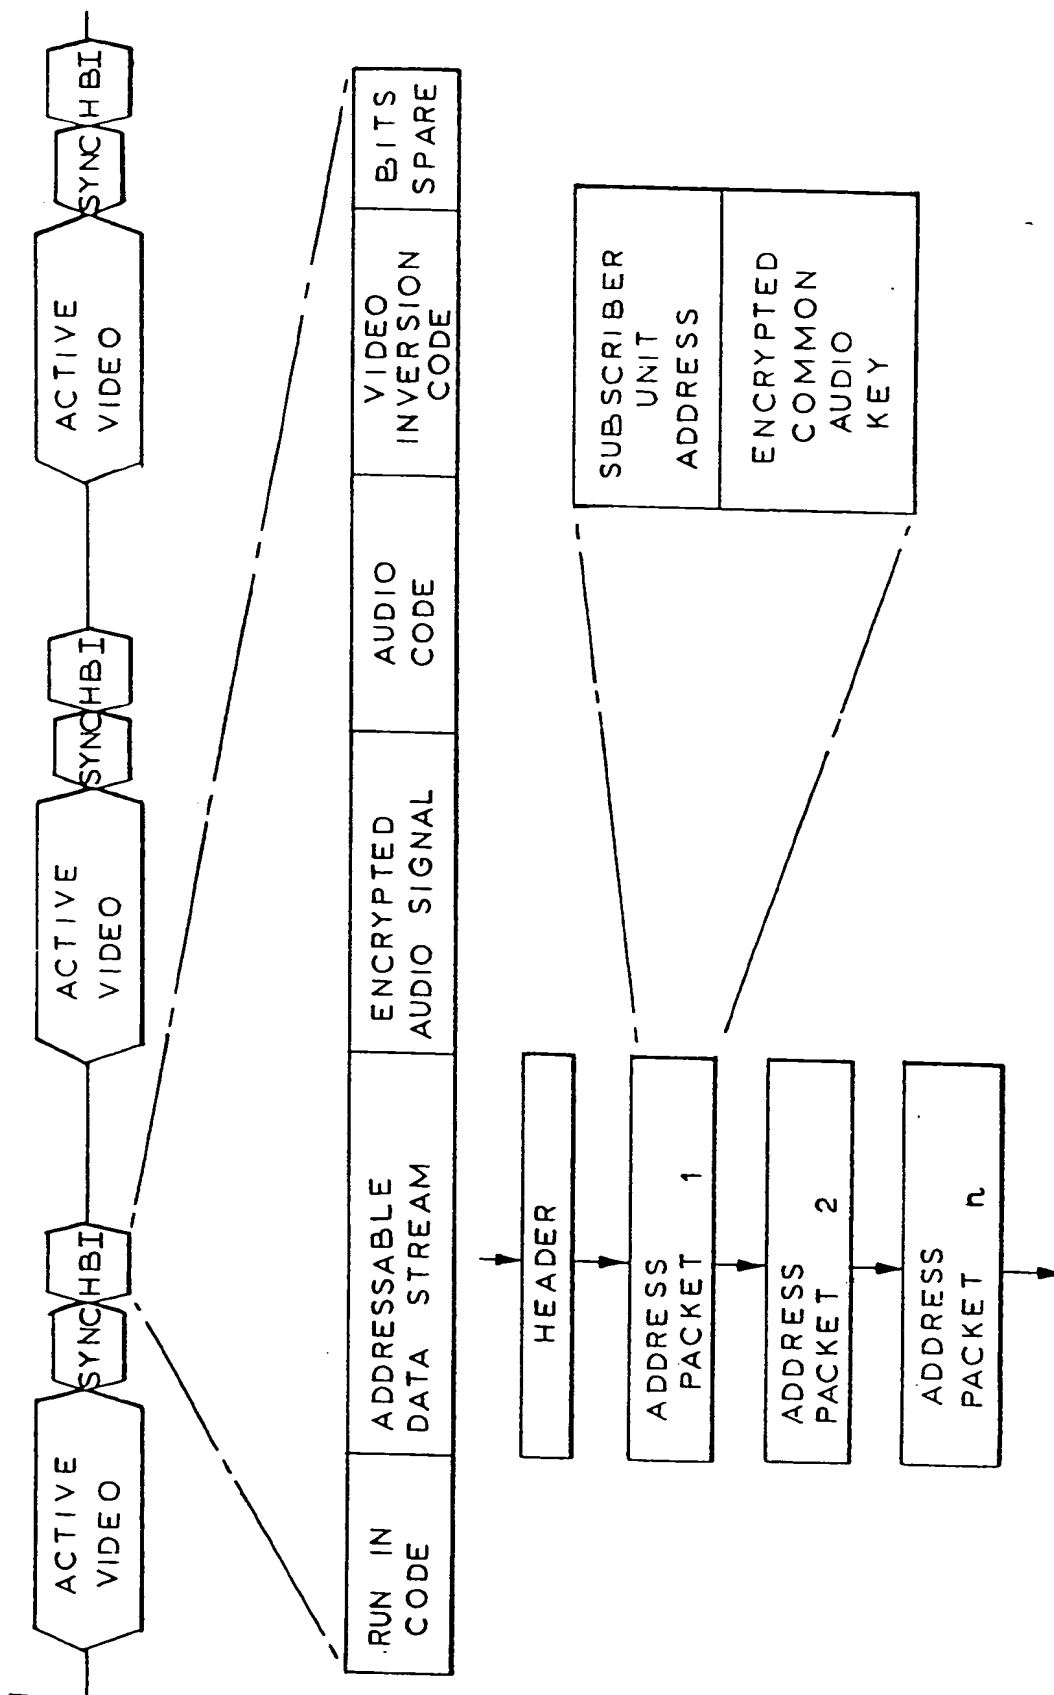 ACTIVE
VIDEO
SYNC
HBI
ACTIVE
VIDEO
SYNC
HBI
ACTIVE
VIDEO
SYNC
HBI
RUN IN
CODE
ADDRESSABLE
DATA STREAM
ENCRYPTED
AUDIO SIGNAL
AUDIO
CODE
VIDEO
INVERSION
CODE
BITS
SPARE
HEADER
ADDRESS
PACKET 1
ADDRESS
PACKET 2
ADDRESS
PACKET n
SUBSCRIBER
UNIT
ADDRESS
ENCRYPTED
COMMON
AUDIO
KEY